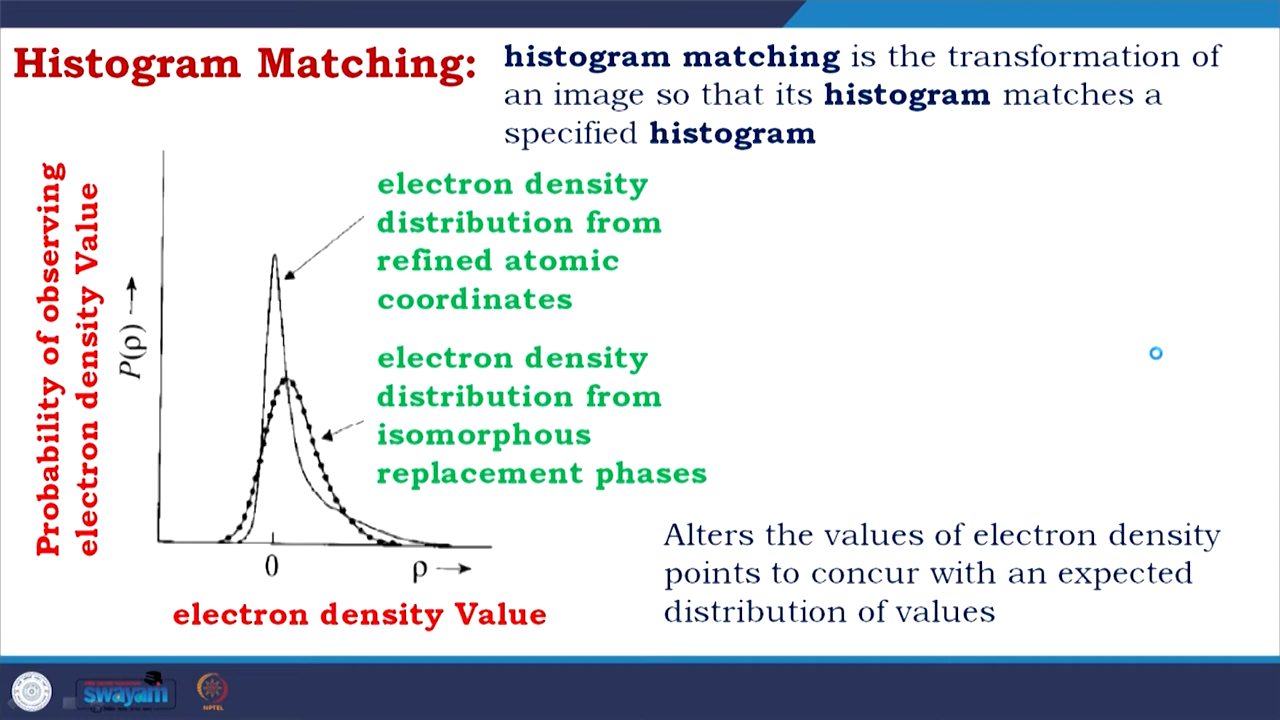 Histogram Matching:
histogram matching is the transformation of
an image so that its histogram matches a
specified histogram
Probability of observing
electron density Value
P(ρ)
electron density
distribution from
refined atomic
coordinates
electron density
distribution from
isomorphous
replacement phases
0
ρ
electron density Value
Alters the values of electron density
points to concur with an expected
distribution of values
swayam
NPTEL